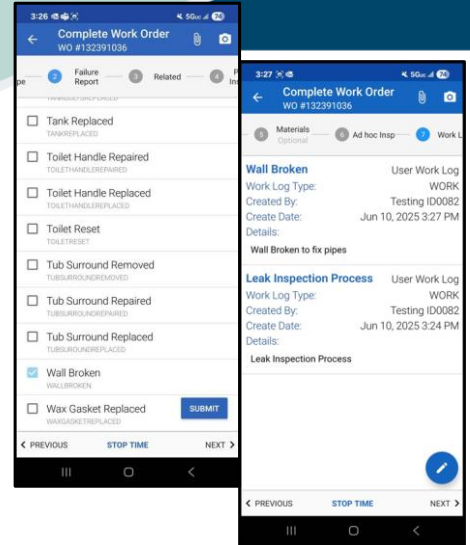 3:26
5G
74
Complete Work Order
WO #132391036
pe
2
Failure
Report
3
Related
4
P
Ins
Tank Replaced
TANKREPLACED
Toilet Handle Repaired
TOILETHANDLEREPAIRED
Toilet Handle Replaced
TOILETHANDLEREPLACED
Toilet Reset
TOILETRESET
Tub Surround Removed
TUBSURROUNDREMOVED
Tub Surround Repaired
TUBSURROUNDREPAIRED
Tub Surround Replaced
TUBSURROUNDREPLACED
Wall Broken
WALLBROKEN
Wax Gasket Replaced
WAXGASKETREPLACED
SUBMIT
PREVIOUS STOP TIME NEXT
3:27
5G
Complete Work Order
WO #132391036
5
Materials
Optional
6
Ad hoc Insp
7
Work L
Wall Broken User Work Log
Work Log Type: WORK
Created By: Testing ID0082
Create Date: Jun 10, 2025 3:27 PM
Details:
Wall Broken to fix pipes
Leak Inspection Process User Work Log
Work Log Type: WORK
Created By: Testing ID0082
Create Date: Jun 10, 2025 3:24 PM
Details:
Leak Inspection Process
PREVIOUS STOP TIME NEXT